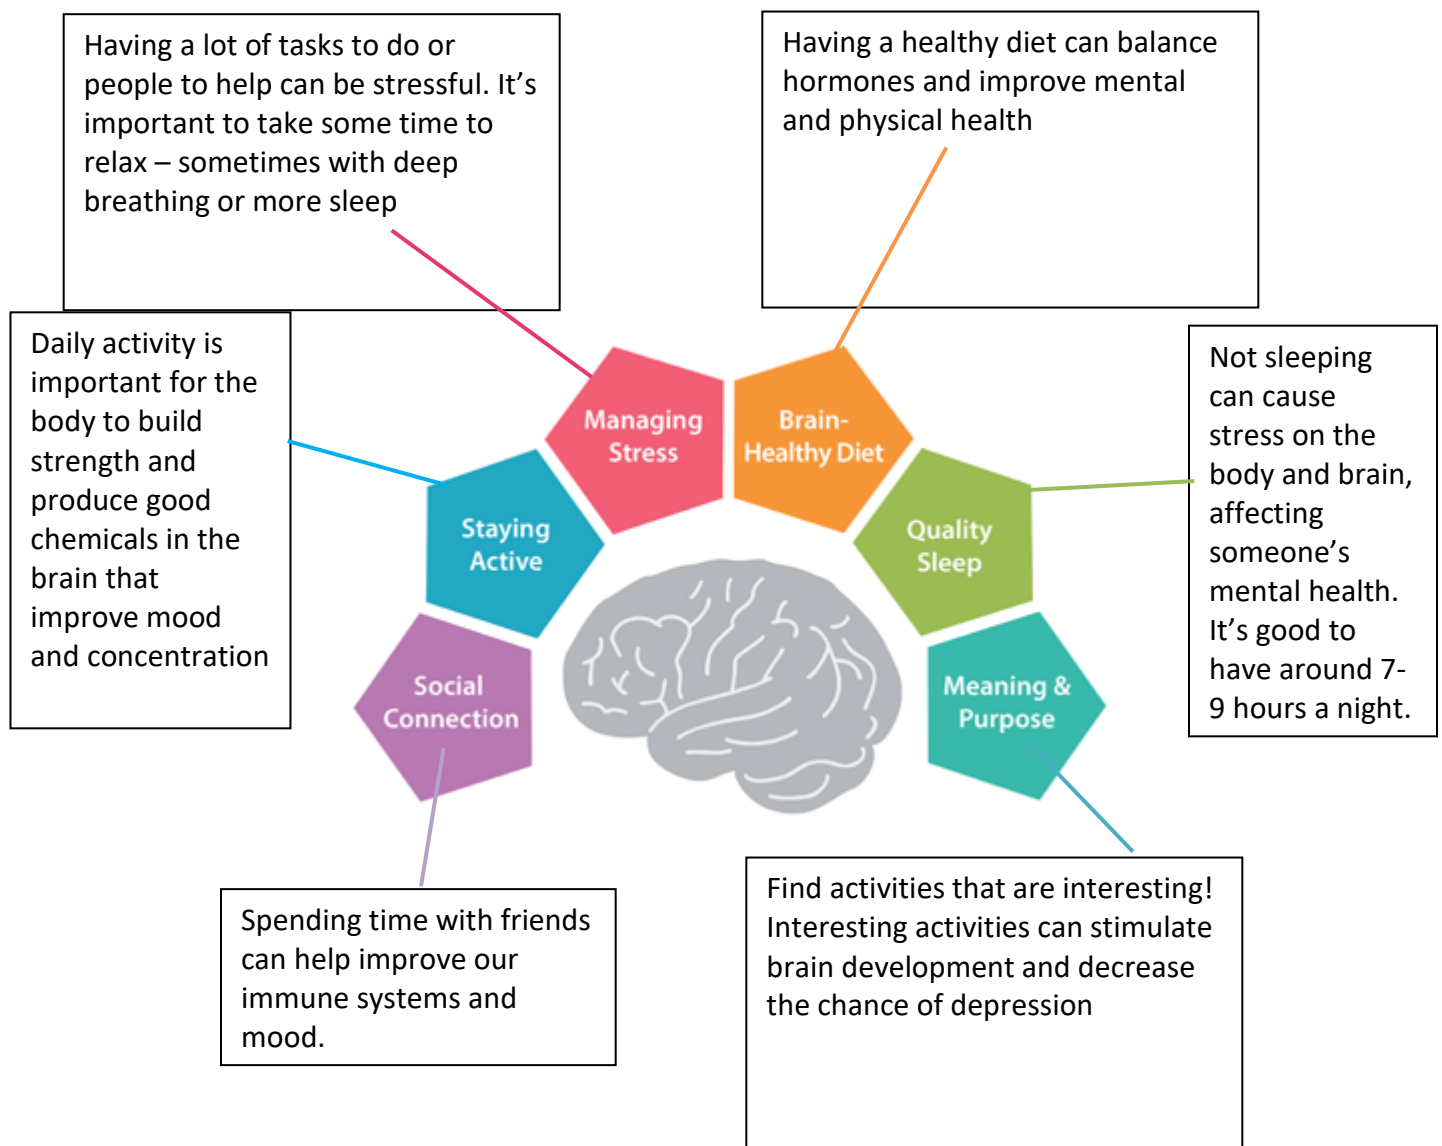 Having a lot of tasks to do or
people to help can be stressful. It’s
important to take some time to
relax – sometimes with deep
breathing or more sleep
Having a healthy diet can balance
hormones and improve mental
and physical health
Daily activity is
important for the
body to build
strength and
produce good
chemicals in the
brain that
improve mood
and concentration
Not sleeping
can cause
stress on the
body and brain,
affecting
someone’s
mental health.
It’s good to
have around 7-
9 hours a night.
Managing
Stress
Brain-
Healthy Diet
Staying
Active
Quality
Sleep
Social
Connection
Meaning &
Purpose
Spending time with friends
can help improve our
immune systems and
mood.
Find activities that are interesting!
Interesting activities can stimulate
brain development and decrease
the chance of depression